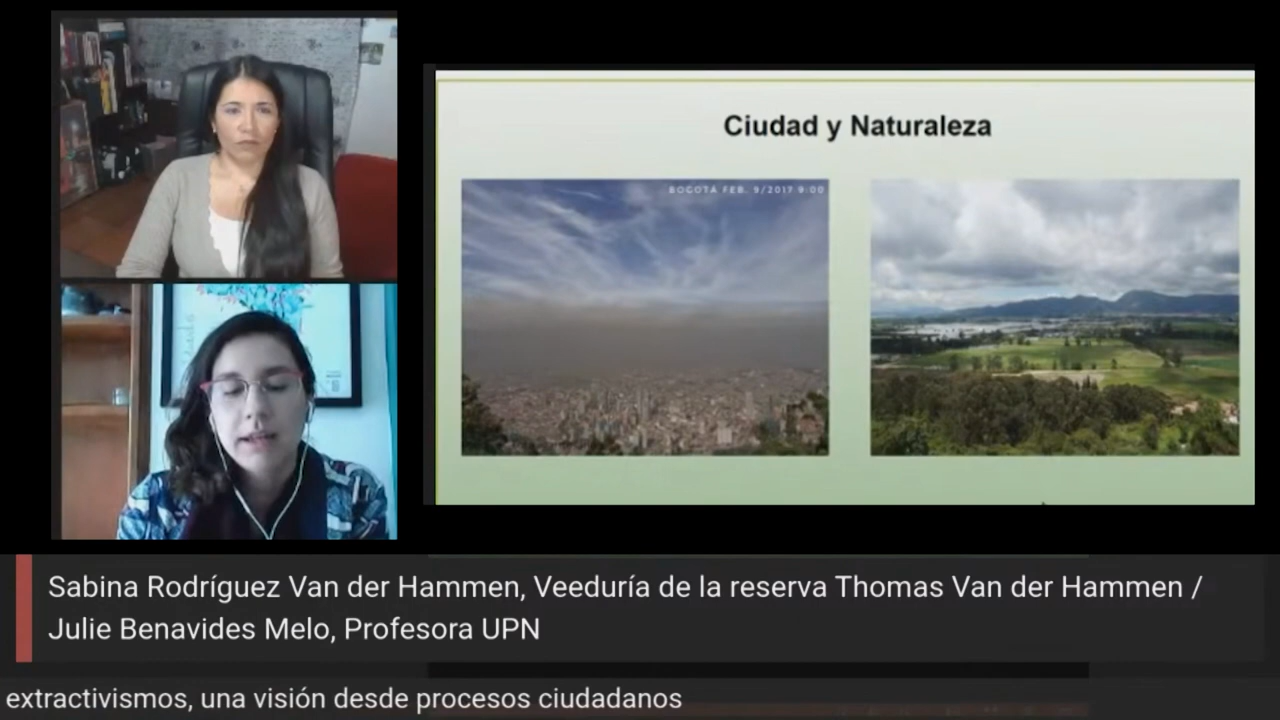 Ciudad y Naturaleza
BOGOTA FEB. 9/2017 9:00
Sabina Rodríguez Van der Hammen, Veeduría de la reserva Thomas Van der Hammen /
Julie Benavides Melo, Profesora UPN
extractivismos, una visión desde procesos ciudadanos